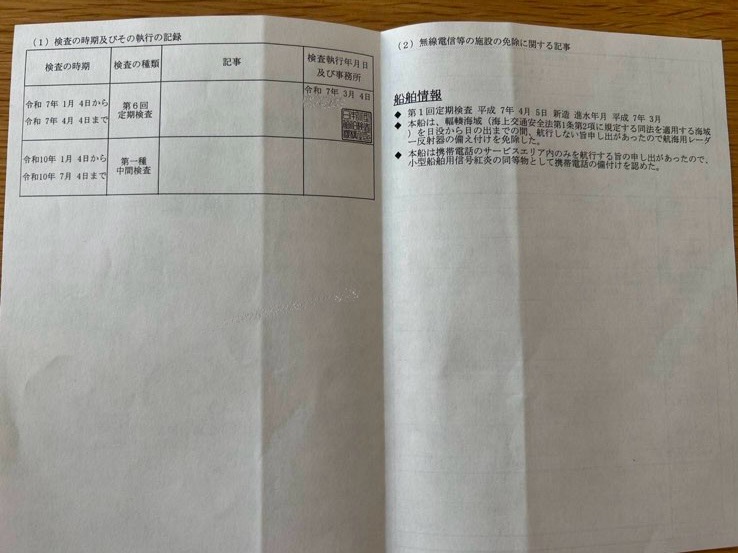 (1) 検査の時期及びその執行の記録
検査の時期 検査の種類 記事 検査執行年月日
及び事務所
令和 7年 1月 4日から
令和 7年 4月 4日まで
第6回
定期検査
令和 7年 3月 4日
令和10年 1月 4日から
令和10年 7月 4日まで
第一種
中間検査
(2) 無線電信等の施設の免除に関する記事
船舶情報
◆ 第1回定期検査 平成 7年 4月 5日 新造 進水年月 平成 7年 3月
◆ 本船は、輻輳海域 (海上交通安全法第1条第2項に規定する同法を適用する海域
) を日没から日の出までの間、航行しない旨申し出があったので航海用レーダ
ー反射器の備え付けを免除した。
◆ 本船は携帯電話のサービスエリア内のみを航行する旨の申し出があったので、
小型船舶用信号紅炎の同等物として携帯電話の備付けを認めた。